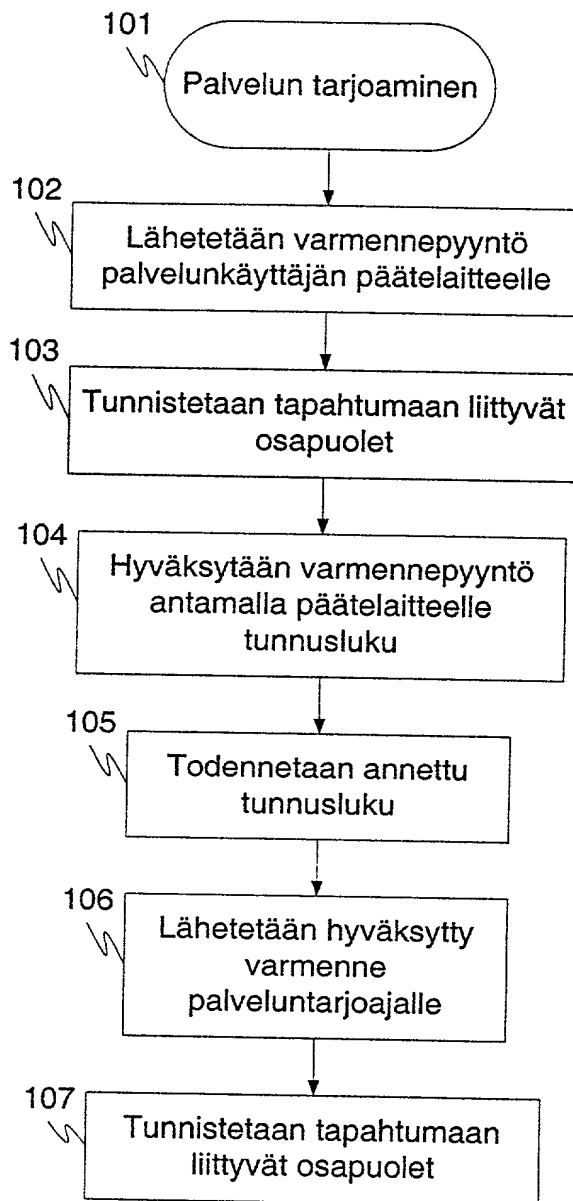 101
Palvelun tarjoaminen
102
Lähetetään varmennepyyntö
palvelunkäyttäjän päätelaitteelle
103
Tunnistetaan tapahtumaan liittyvät
osapuolet
104
Hyväksytään varmennepyyntö
antamalla päätelaitteelle
tunnusluku
105
Todennetaan annettu
tunnusluku
106
Lähetetään hyväksytty
varmenne
palveluntarjoajalle
107
Tunnistetaan tapahtumaan
liittyvät osapuolet